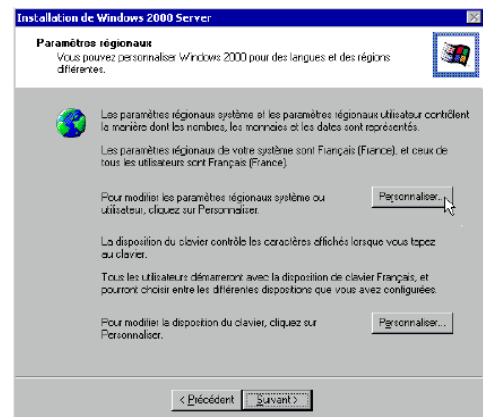 Installation de Windows 2000 Server
Paramètres régionaux
Vous pouvez personnaliser Windows 2000 pour des langues et des régions
différentes.
Les paramètres régionaux système et les paramètres régionaux utilisateur contrôlent
la manière dont les nombres, les monnaies et les dates sont représentés.
Les paramètres régionaux de votre système sont Français (France), et ceux de
tous les utilisateurs sont Français (France).
Pour modifier les paramètres régionaux système ou
utilisateur, cliquez sur Personnaliser.
Personnaliser...
La disposition du clavier contrôle les caractères affichés lorsque vous tapez
au clavier.
Tous les utilisateurs démarreront avec la disposition de clavier Français, et
pourront choisir entre les différentes dispositions que vous avez configurées.
Pour modifier la disposition du clavier, cliquez sur
Personnaliser.
Personnaliser...
< Précédent
Suivant >